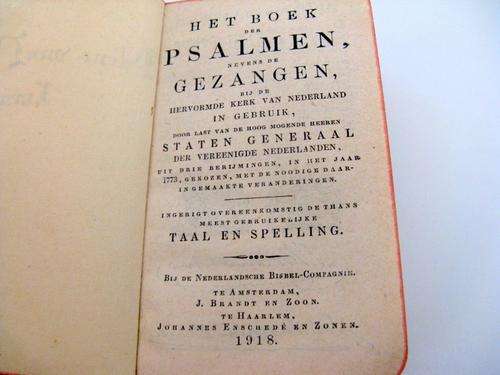 HET BOEK
DER
PSALMEN,
NEVENS DE
GEZANGEN,
BIJ DE
HERVORMDE KERK VAN NEDERLAND
IN GEBRUIK,
DOOR LAST VAN DE HOOG MOGENDE HEEREN
STATEN GENERAAL
DER VEREENIGDE NEDERLANDEN,
UIT DRIE BERIJMINGEN, IN HET JAAR
1773, GEKOZEN, MET DE NOODIGE DAAR-
IN GEMAAKTE VERANDERINGEN.
INGERIGT OVEREENKOMSTIG DE THANS
MEEST GEBRUIKELIJKE
TAAL EN SPELLING.
BIJ DE NEDERLANDSCHE BIJBEL-COMPAGNIE.
TE AMSTERDAM,
J. BRANDT EN ZOON.
TE HAARLEM,
JOHANNES ENSCHEDÉ EN ZONEN.
1918.